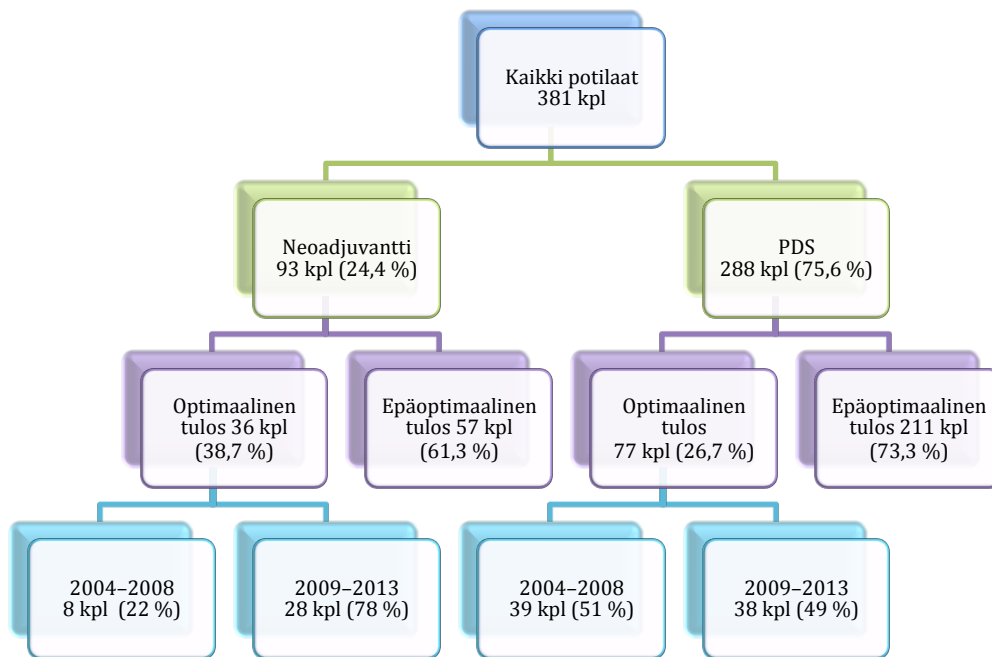 Kaikki potilaat
381 kpl
Neoadjuvantti
93 kpl (24,4 %)
PDS
288 kpl (75,6 %)
Optimaalinen
tulos 36 kpl
(38,7 %)
Epäoptimaalinen
tulos 57 kpl
(61,3 %)
Optimaalinen
tulos
77 kpl (26,7 %)
Epäoptimaalinen
tulos 211 kpl
(73,3 %)
2004–2008
8 kpl (22 %)
2009–2013
28 kpl (78 %)
2004–2008
39 kpl (51 %)
2009–2013
38 kpl (49 %)